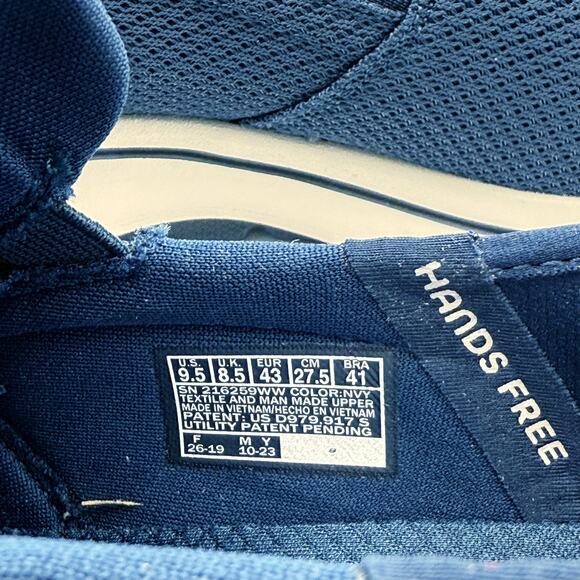 U.S. U.K. EUR CM BRA
9.5 8.5 43 27.5 41
SN 216259WW COLOR:NVY
TEXTILE AND MAN MADE UPPER
MADE IN VIETNAM/HECHO EN VIETNAM
PATENT: US D979,917 S
UTILITY PATENT PENDING
F M Y
26-19 10-23
HANDS FREE